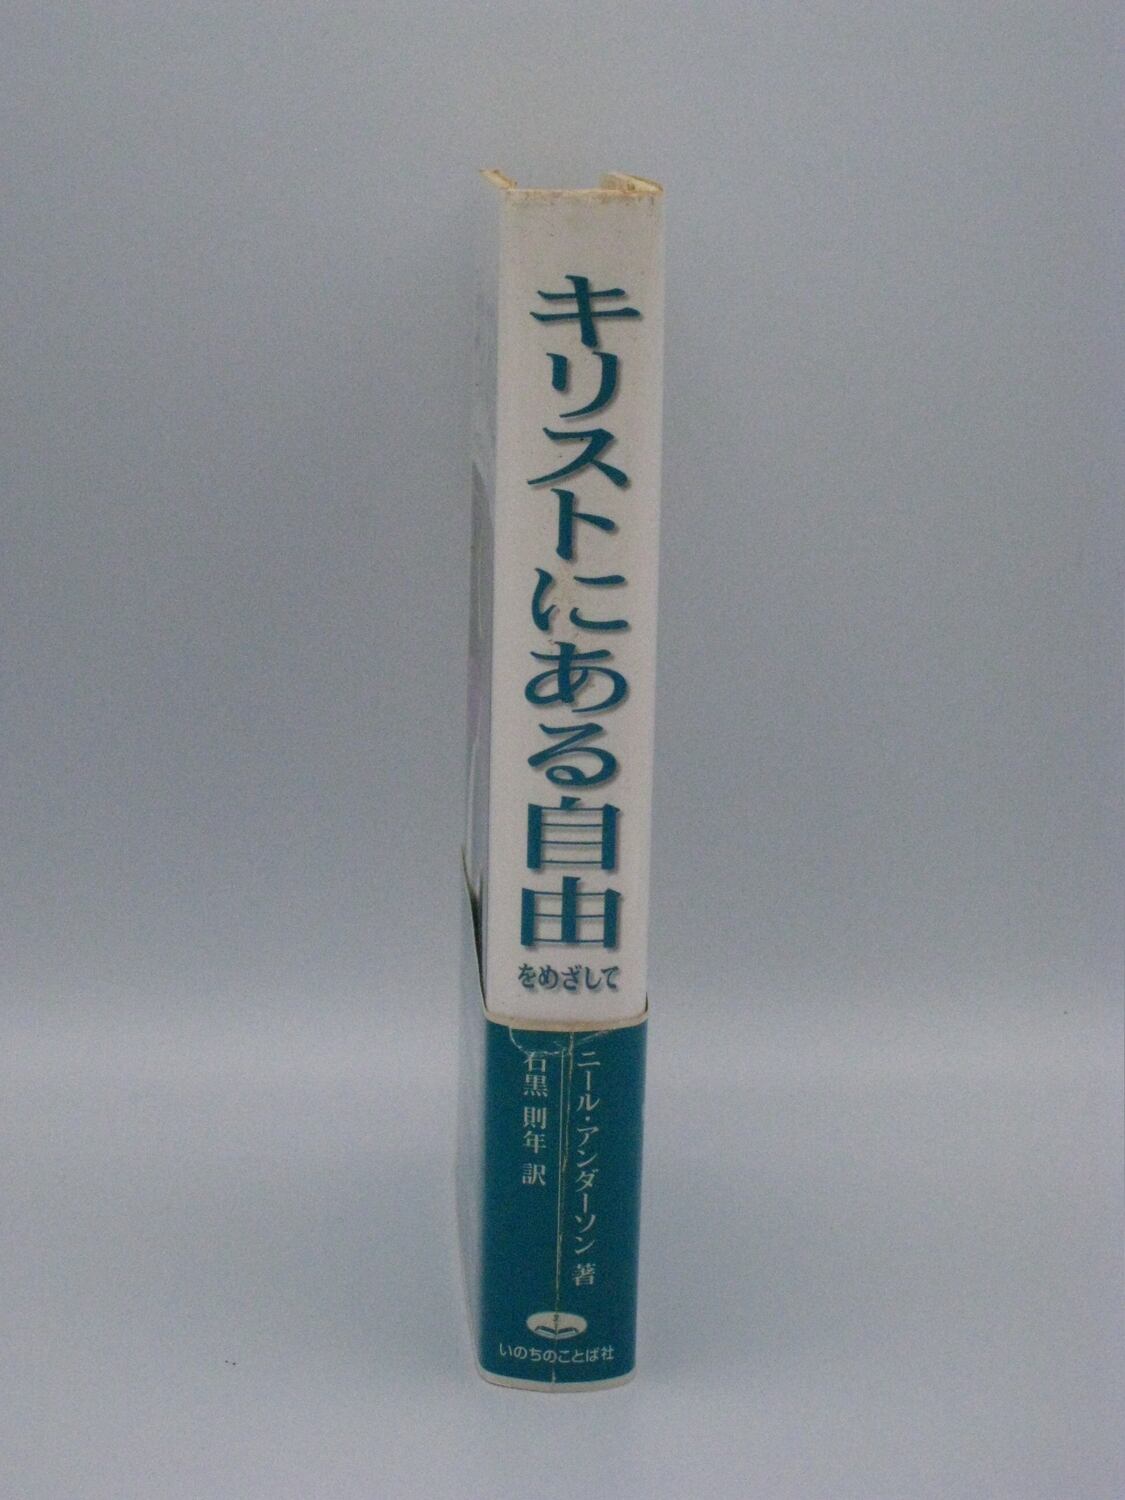 キリストにある自由
をめざして
ニール・アンダーソン 著
石黒 則年 訳
いのちのことば社